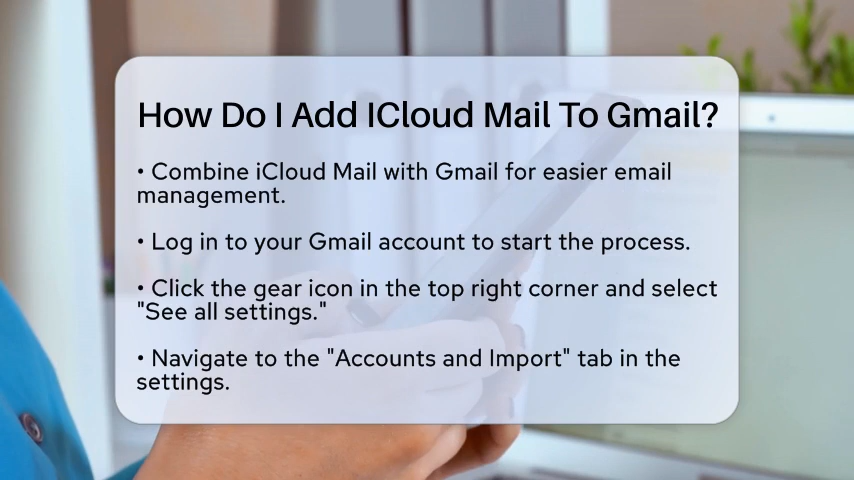 How Do I Add ICloud Mail To Gmail?
• Combine iCloud Mail with Gmail for easier email
management.
• Log in to your Gmail account to start the process.
• Click the gear icon in the top right corner and select
"See all settings."
• Navigate to the "Accounts and Import" tab in the
settings.